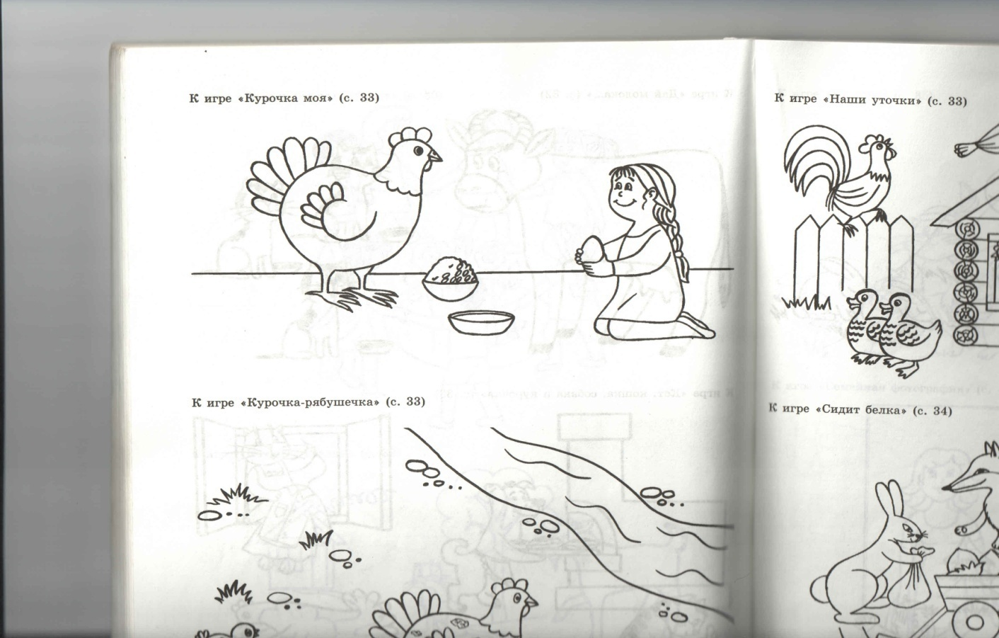 К игре «Курочка моя» (с. 33)
К игре «Курочка-рябушечка» (с. 33)
К игре «Наши уточки» (с. 33)
К игре «Сидит белка» (с. 34)